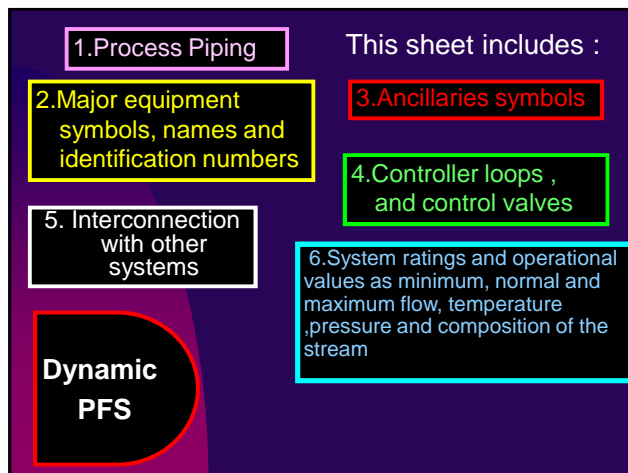 This sheet includes :
1.Process Piping
2.Major equipment
symbols, names and
identification numbers
3.Ancillaries symbols
4.Controller loops ,
and control valves
5. Interconnection
with other
systems
6.System ratings and operational
values as minimum, normal and
maximum flow, temperature
,pressure and composition of the
stream
Dynamic
PFS